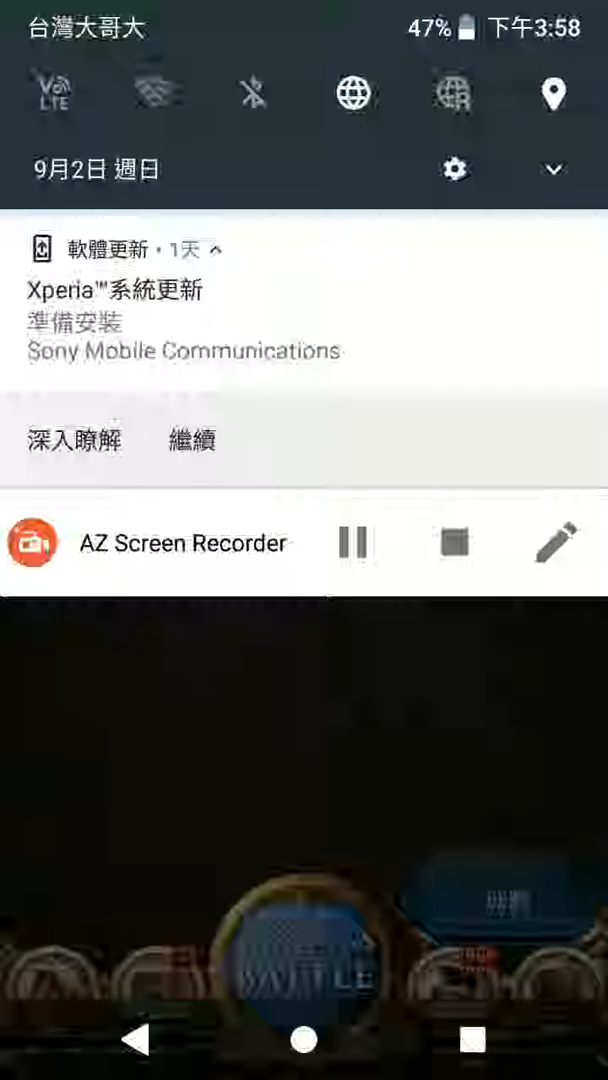 台灣大哥大 47% 下午3:58
Vo LTE
R
9月2日 週日
軟體更新 • 1天
Xperia™系統更新
準備安裝
Sony Mobile Communications
深入瞭解 繼續
AZ Screen Recorder
BATTLE